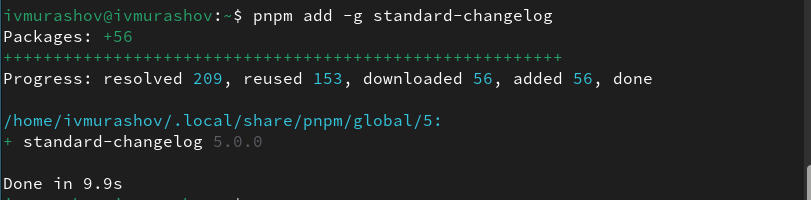 ivmurashov@ivmurashov:~$ pnpm add -g standard-changelog
Packages: +56
++++++++++++++++++++++++++++++++++++++++++++++++++++++++
Progress: resolved 209, reused 153, downloaded 56, added 56, done
/home/ivmurashov/.local/share/pnpm/global/5:
+ standard-changelog 5.0.0
Done in 9.9s